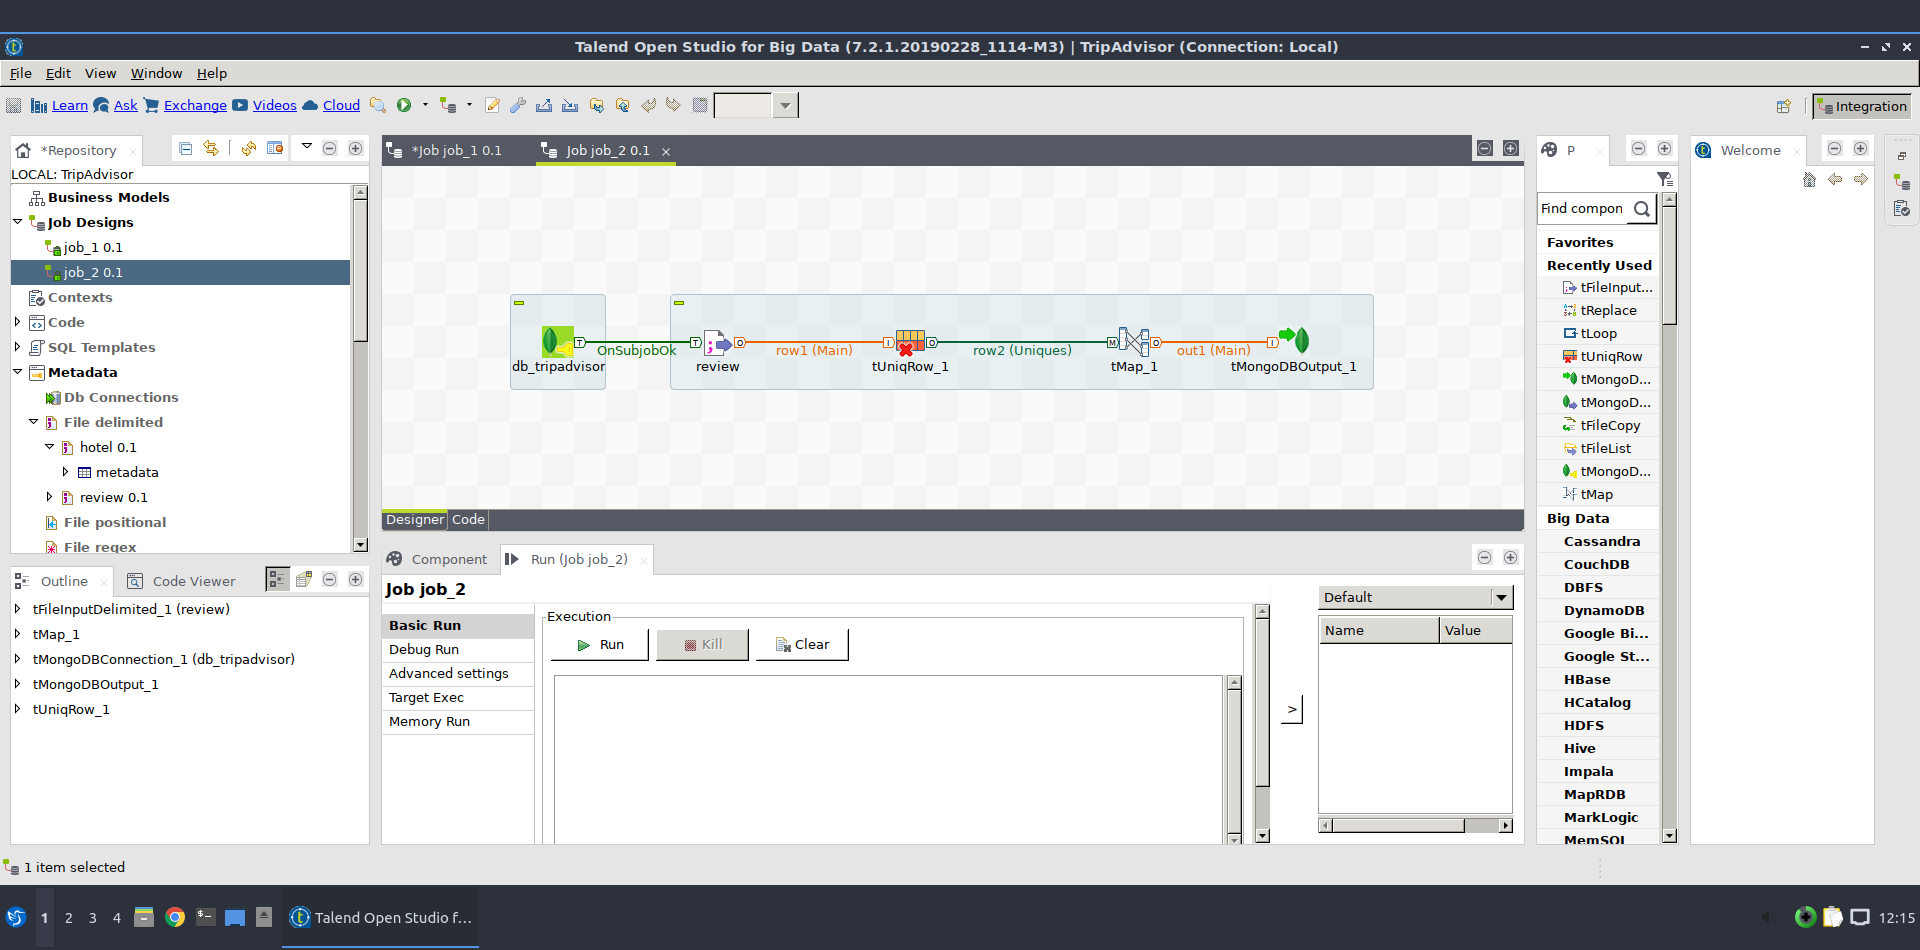 Talend Open Studio for Big Data (7.2.1.20190228_1114-M3) | TripAdvisor (Connection: Local)
File Edit View Window Help
Learn Ask Exchange Videos Cloud
Integration
*Repository
LOCAL: TripAdvisor
Business Models
Job Designs
job_1 0.1
job_2 0.1
Contexts
Code
SQL Templates
Metadata
Db Connections
File delimited
hotel 0.1
metadata
review 0.1
File positional
File regex
Outline
Code Viewer
tFileInputDelimited_1 (review)
tMap_1
tMongoDBConnection_1 (db_tripadvisor)
tMongoDBOutput_1
tUniqRow_1
*Job job_1 0.1
Job job_2 0.1
T OnSubjobOk T
O row1 (Main) I
O row2 (Uniques) M
O out1 (Main) I
db_tripadvisor
review
tUniqRow_1
tMap_1
tMongoDBOutput_1
Designer Code
Component
Run (Job job_2)
Job job_2
Basic Run
Debug Run
Advanced settings
Target Exec
Memory Run
Execution
Run
Kill
Clear
>
Default
Name Value
P
Find compon
Favorites
Recently Used
tFileInput...
tReplace
tLoop
tUniqRow
tMongoD...
tMongoD...
tFileCopy
tFileList
tMongoD...
tMap
Big Data
Cassandra
CouchDB
DBFS
DynamoDB
Google Bi...
Google St...
HBase
HCatalog
HDFS
Hive
Impala
MapRDB
MarkLogic
MemSQL
Welcome
1 item selected
1 2 3 4
Talend Open Studio f...
12:15